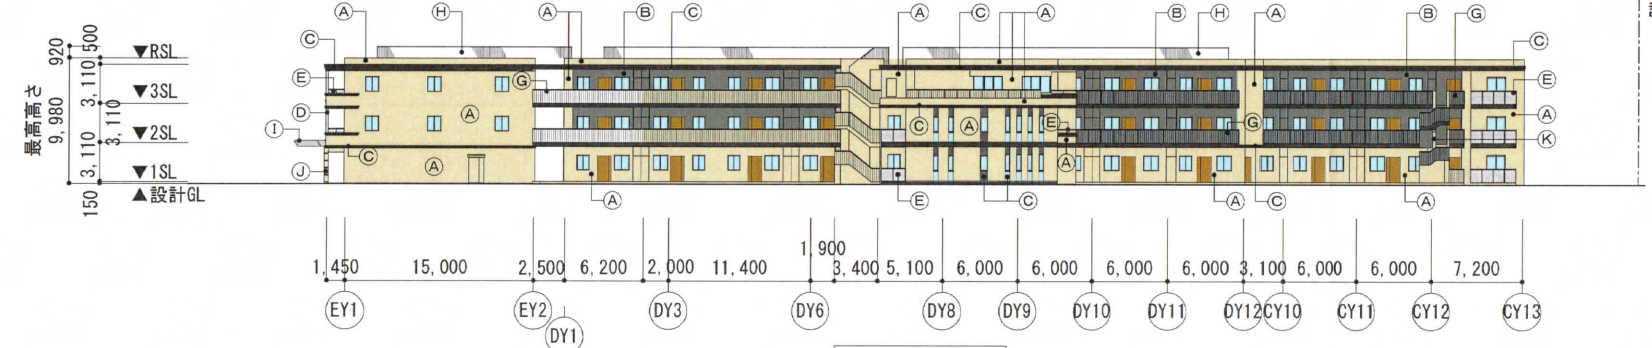 A H A B C C A B H A B G C
C
E
D
I
J
A
C
A
A
G
A
C
A
E
A
C
E
A
G
A
C
A
E
A
K
最高高さ
9,980
920
500
3,110
3,110
3,110
150
▼RSL
▼3SL
▼2SL
▼1SL
▲設計GL
1,900
1,450 15,000 2,500 6,200 2,000 11,400 3,400 5,100 6,000 6,000 6,000 6,000 3,100 6,000 6,000 7,200
EY1 EY2 DY1 DY3 DY6 DY8 DY9 DY10 DY11 DY12 CY10 CY11 CY12 CY13